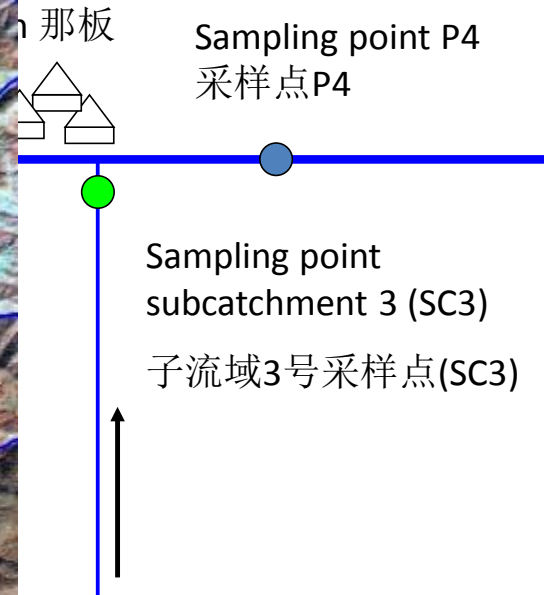 那板
Sampling point P4
采样点P4
Sampling point
subcatchment 3 (SC3)
子流域3号采样点(SC3)